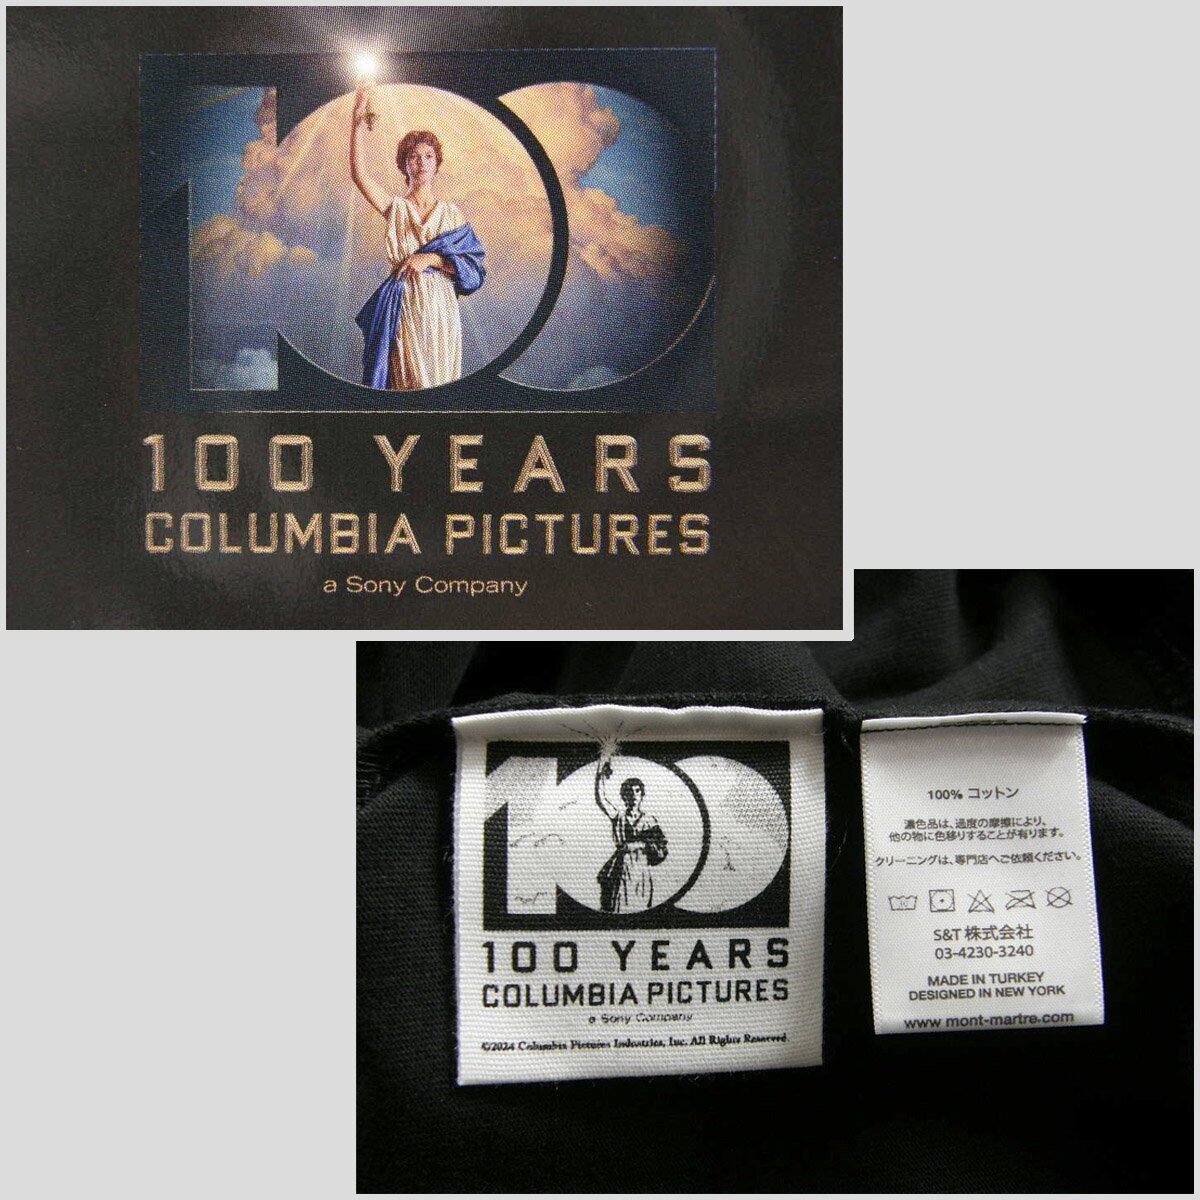 100
100 YEARS
COLUMBIA PICTURES
a Sony Company
100
100 YEARS
COLUMBIA PICTURES
a Sony Company
©2024 Columbia Pictures Industries, Inc. All Rights Reserved.
100% コットン
濃色品は、過度の摩擦により、
他の物に色移りすることが有ります。
クリーニングは、専門店へご依頼ください。
S&T 株式会社
03-4230-3240
MADE IN TURKEY
DESIGNED IN NEW YORK
www.mont-martre.com